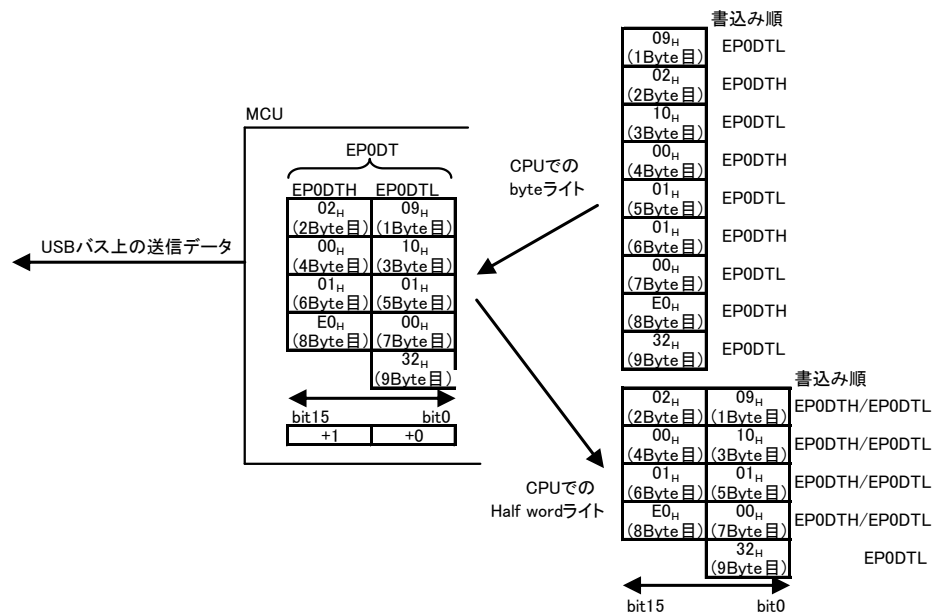 書込み順
09H
(1Byte目)
EP0DTL
02H
(2Byte目)
EP0DTH
10H
(3Byte目)
EP0DTL
00H
(4Byte目)
EP0DTH
01H
(5Byte目)
EP0DTL
01H
(6Byte目)
EP0DTH
00H
(7Byte目)
EP0DTL
E0H
(8Byte目)
EP0DTH
32H
(9Byte目)
EP0DTL
MCU
EP0DT
EP0DTH EP0DTL
02H 09H
(2Byte目) (1Byte目)
00H 10H
(4Byte目) (3Byte目)
01H 01H
(6Byte目) (5Byte目)
E0H 00H
(8Byte目) (7Byte目)
32H
(9Byte目)
bit15 bit0
+1 +0
USBバス上の送信データ
CPUでの
byteライト
CPUでの
Half wordライト
書込み順
02H 09H
(2Byte目) (1Byte目)
EP0DTH/EP0DTL
00H 10H
(4Byte目) (3Byte目)
EP0DTH/EP0DTL
01H 01H
(6Byte目) (5Byte目)
EP0DTH/EP0DTL
E0H 00H
(8Byte目) (7Byte目)
EP0DTH/EP0DTL
32H
(9Byte目)
EP0DTL
bit15 bit0